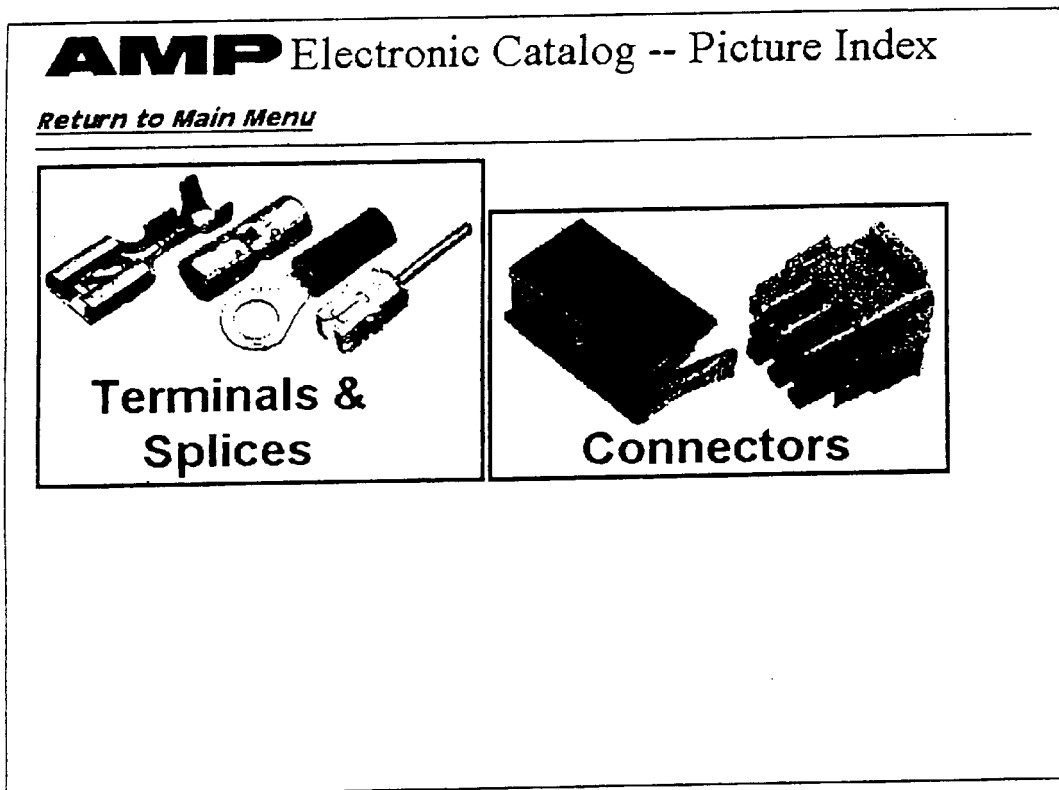 AMP Electronic Catalog -- Picture Index
Return to Main Menu
Terminals &
Splices
Connectors